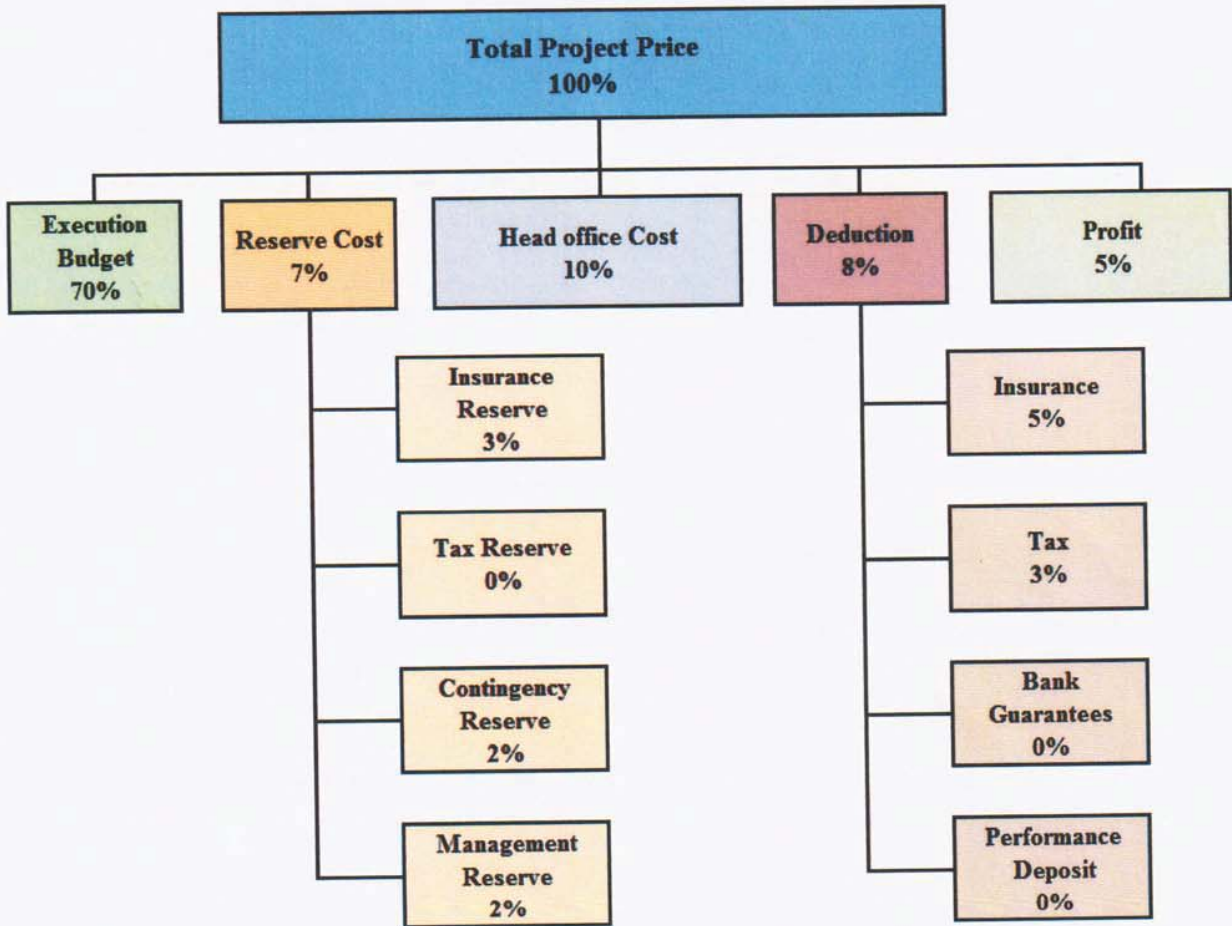 Total Project Price
100%
Execution
Budget
70%
Reserve Cost
7%
Head office Cost
10%
Deduction
8%
Profit
5%
Insurance
Reserve
3%
Tax Reserve
0%
Contingency
Reserve
2%
Management
Reserve
2%
Insurance
5%
Tax
3%
Bank
Guarantees
0%
Performance
Deposit
0%